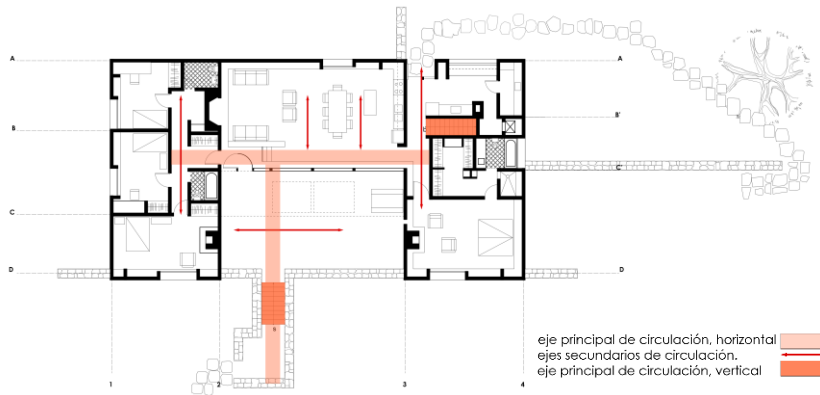 A
A
B
B'
C'
C
D
D
eje principal de circulación, horizontal
ejes secundarios de circulación.
eje principal de circulación, vertical
1
2
3
4